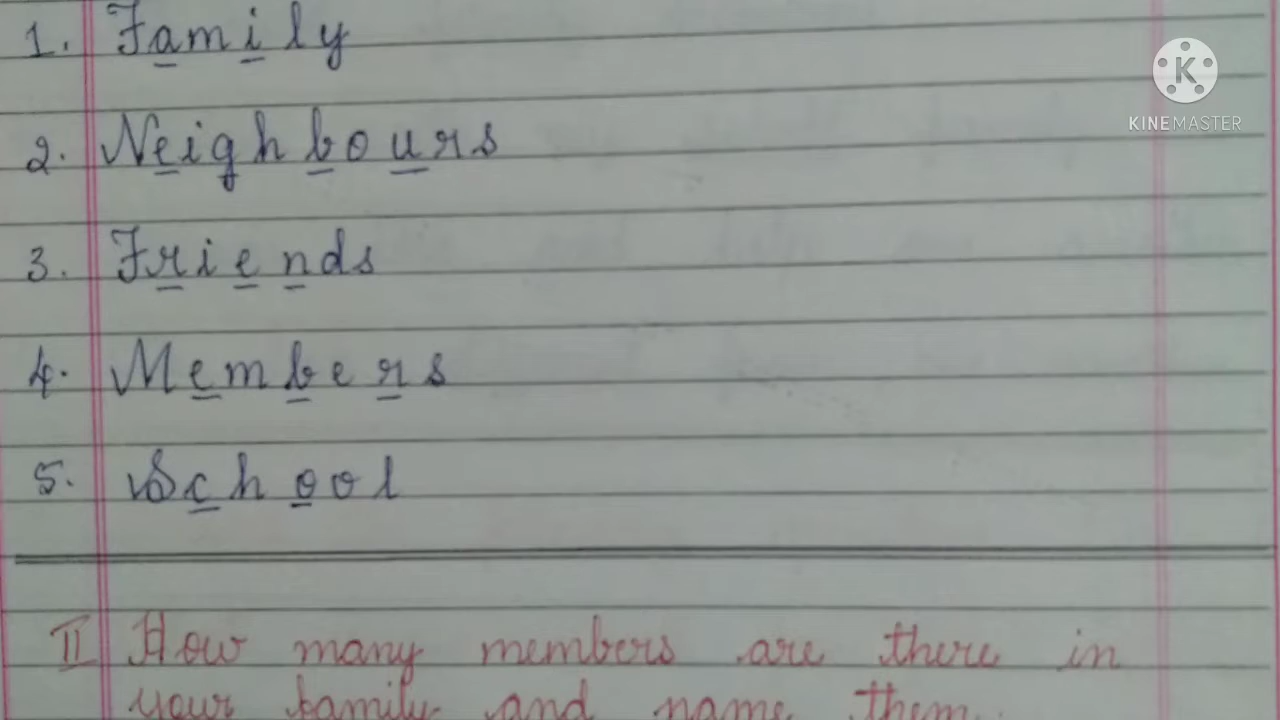 1. Family
K
KINEMASTER
2. Neighbours
3. Friends
4. Members
5. School
II How many members are there in
your family and name them.